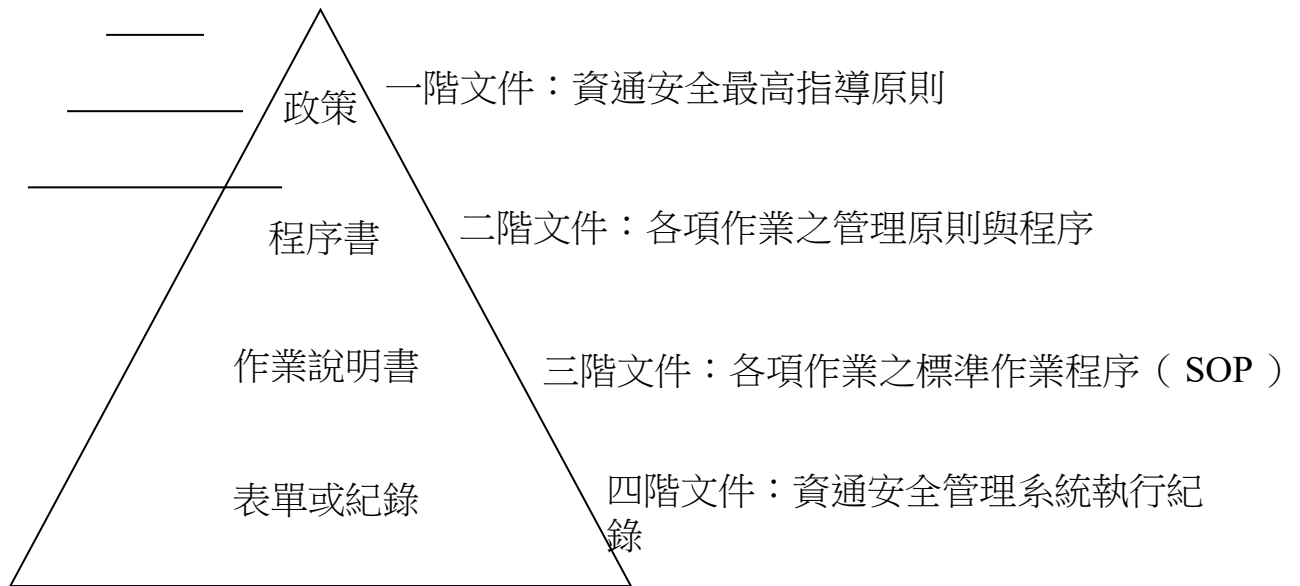 政策
一階文件：資通安全最高指導原則
程序書
二階文件：各項作業之管理原則與程序
作業說明書
三階文件：各項作業之標準作業程序（ SOP ）
表單或紀錄
四階文件：資通安全管理系統執行紀
錄